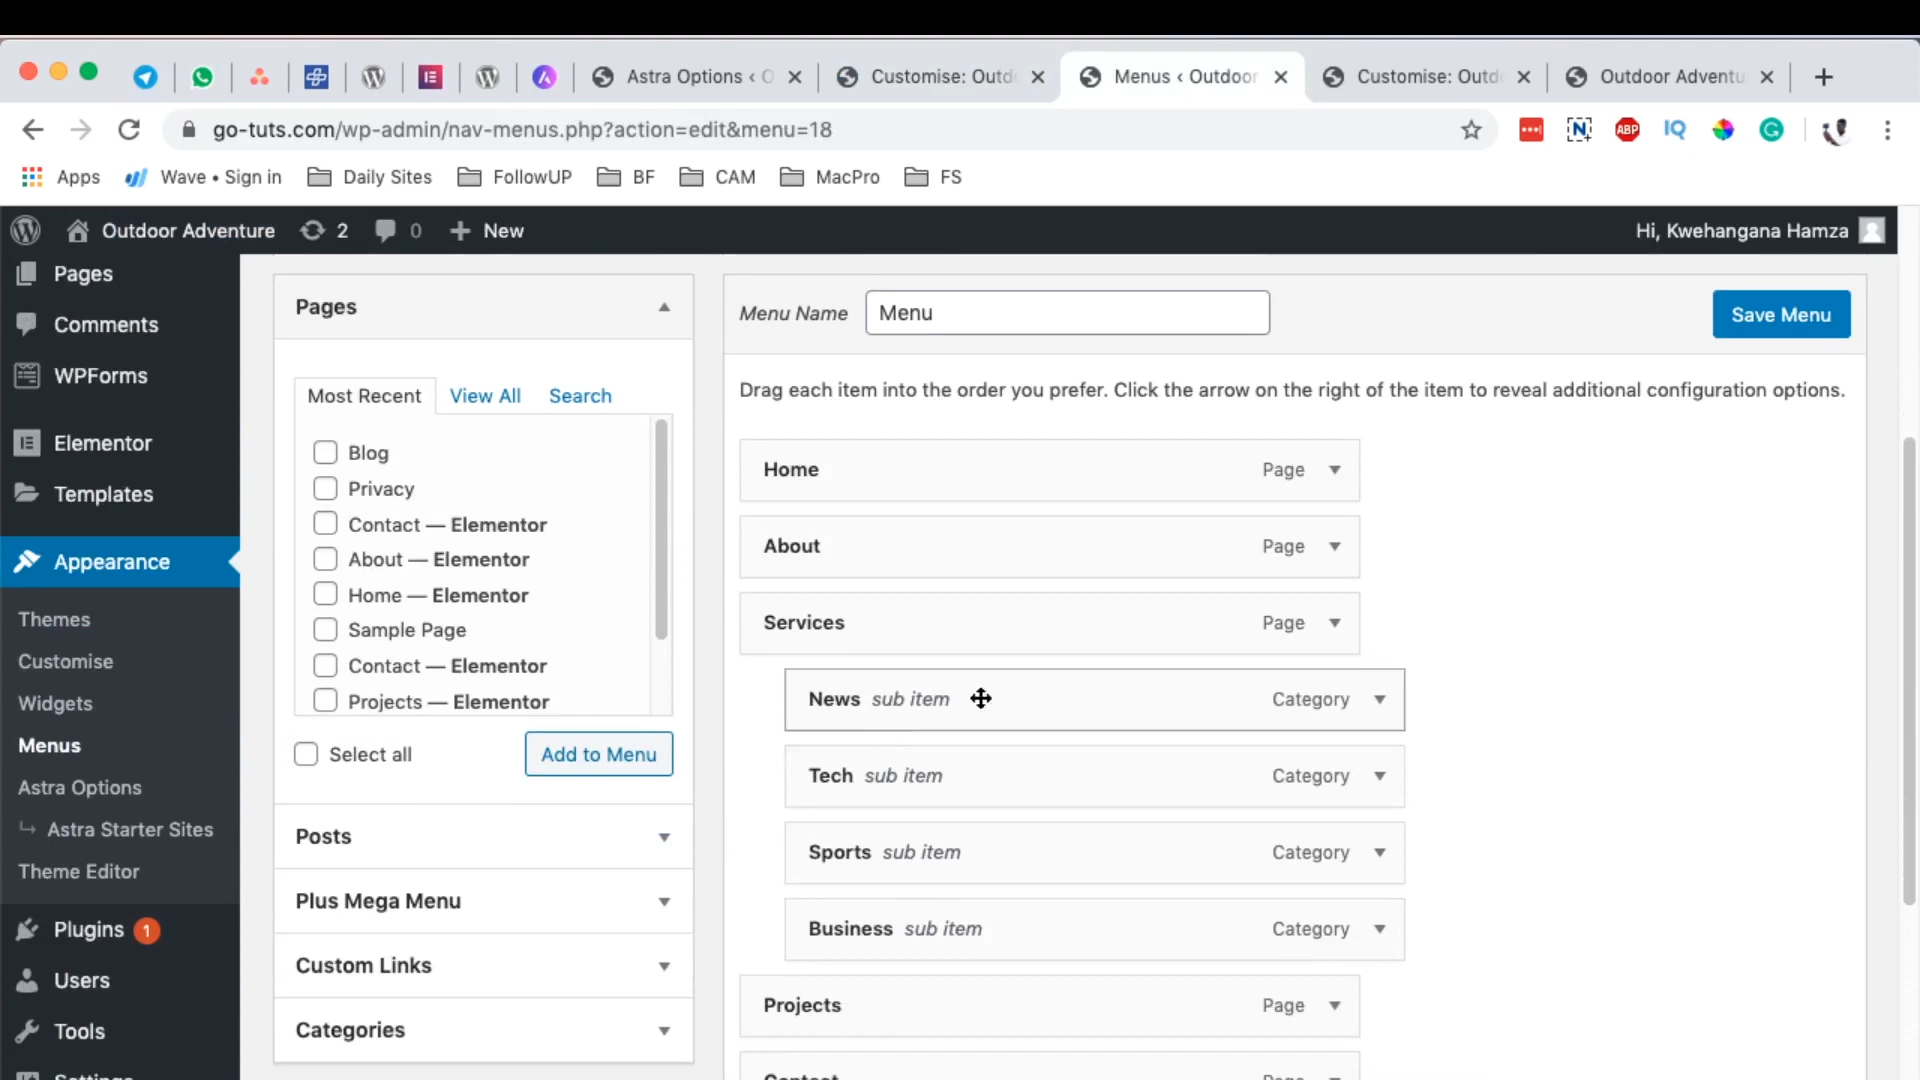 Astra Options ‹ O
Customise: Outd
Menus ‹ Outdoor
Customise: Outd
Outdoor Adventu
go-tuts.com/wp-admin/nav-menus.php?action=edit&menu=18
ABP
IQ
Apps
Wave • Sign in
Daily Sites
FollowUP
BF
CAM
MacPro
FS
Outdoor Adventure
2
0
New
Hi, Kwehangana Hamza
Pages
Comments
WPForms
Elementor
Templates
Appearance
Themes
Customise
Widgets
Menus
Astra Options
Astra Starter Sites
Theme Editor
Plugins 1
Users
Tools
Settings
Pages
Most Recent
View All
Search
Blog
Privacy
Contact — Elementor
About — Elementor
Home — Elementor
Sample Page
Contact — Elementor
Projects — Elementor
Select all
Add to Menu
Posts
Plus Mega Menu
Custom Links
Categories
Menu Name
Menu
Save Menu
Drag each item into the order you prefer. Click the arrow on the right of the item to reveal additional configuration options.
Home Page
About Page
Services Page
News sub item Category
Tech sub item Category
Sports sub item Category
Business sub item Category
Projects Page
Contact Page